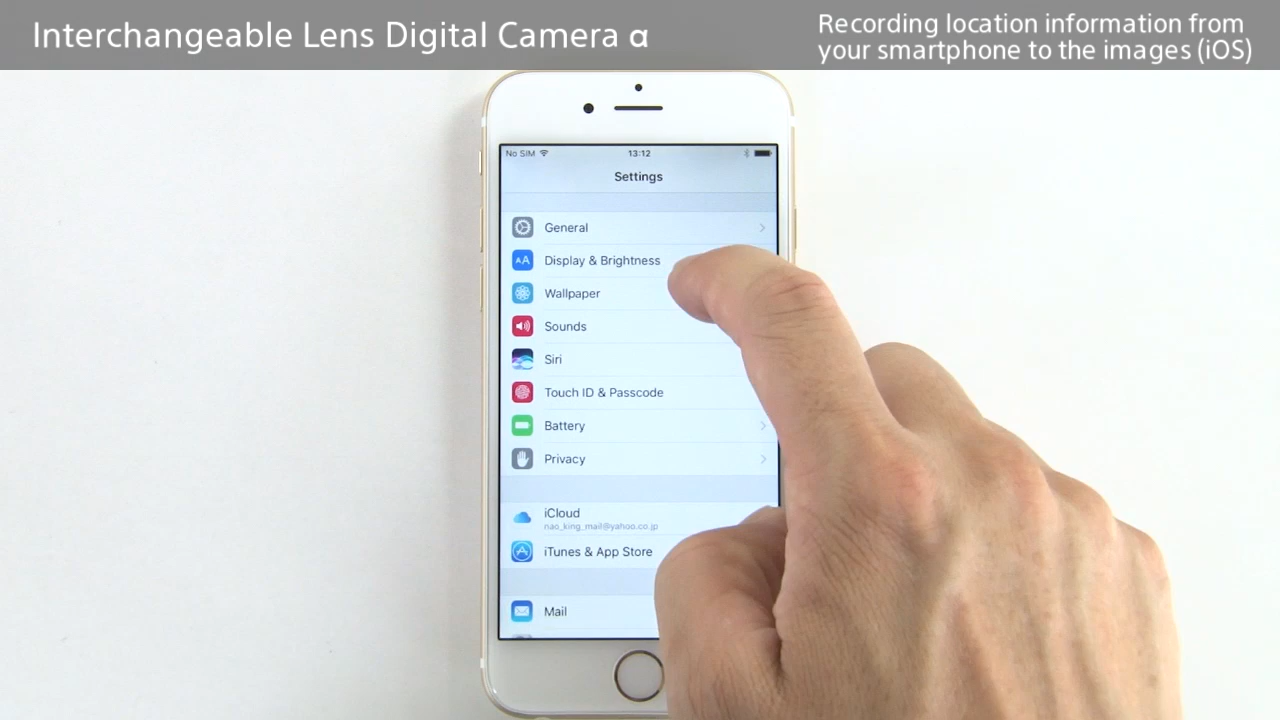 Interchangeable Lens Digital Camera α
Recording location information from
your smartphone to the images (iOS)
No SIM 13:12
Settings
General
AA Display & Brightness
Wallpaper
Sounds
Siri
Touch ID & Passcode
Battery
Privacy
iCloud
nao_king_mail@yahoo.co.jp
iTunes & App Store
Mail